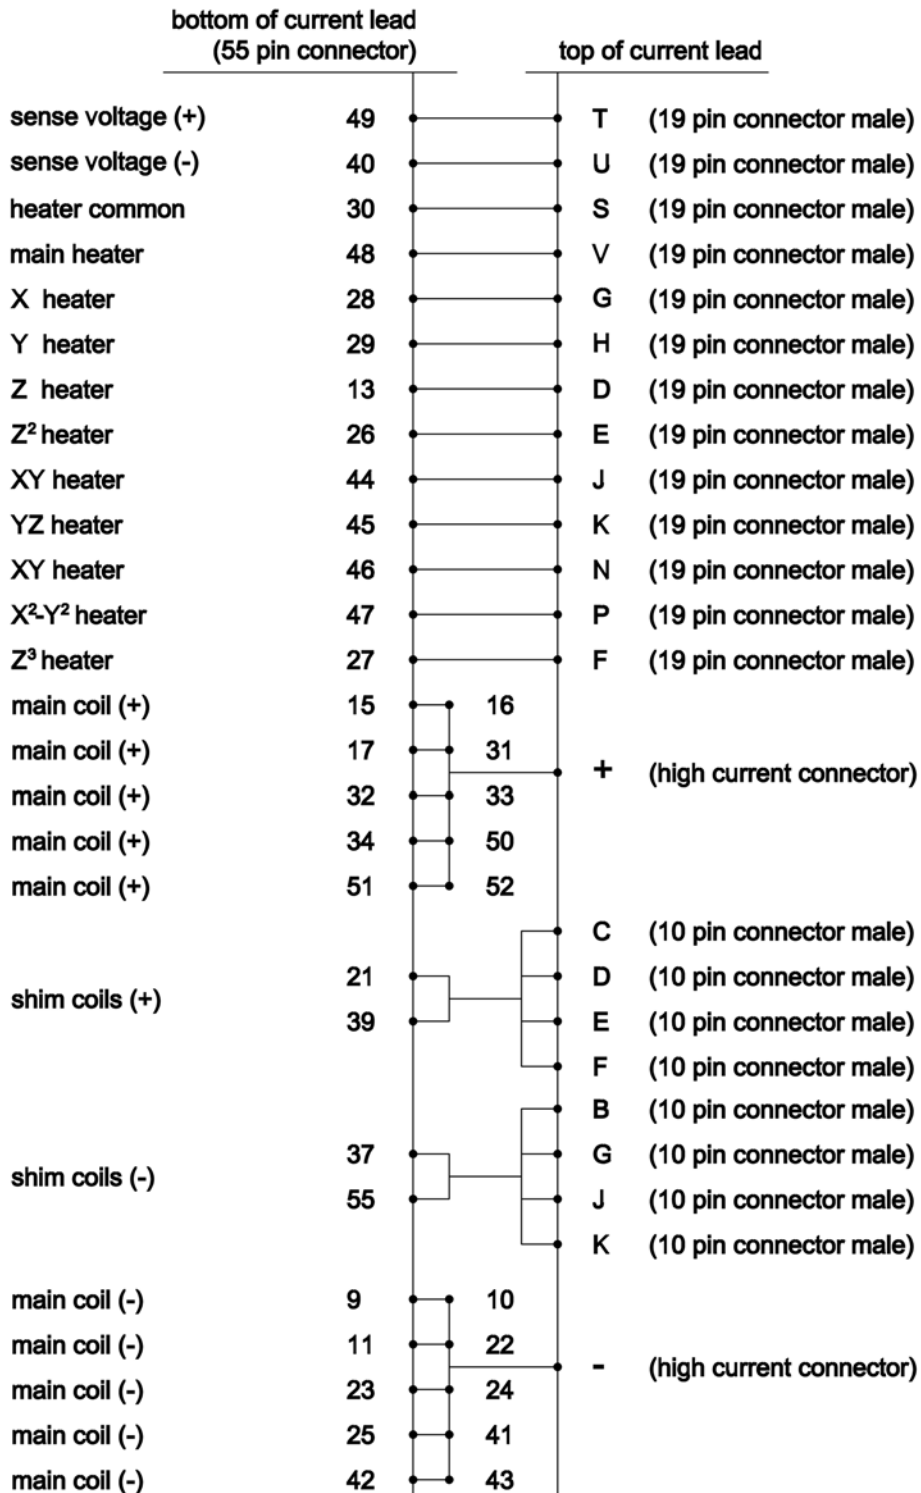 bottom of current lead
(55 pin connector)
top of current lead
sense voltage (+) 49 T (19 pin connector male)
sense voltage (-) 40 U (19 pin connector male)
heater common 30 S (19 pin connector male)
main heater 48 V (19 pin connector male)
X heater 28 G (19 pin connector male)
Y heater 29 H (19 pin connector male)
Z heater 13 D (19 pin connector male)
Z² heater 26 E (19 pin connector male)
XY heater 44 J (19 pin connector male)
YZ heater 45 K (19 pin connector male)
XY heater 46 N (19 pin connector male)
X²-Y² heater 47 P (19 pin connector male)
Z³ heater 27 F (19 pin connector male)
main coil (+) 15 16
main coil (+) 17 31
+ (high current connector)
main coil (+) 32 33
main coil (+) 34 50
main coil (+) 51 52
C (10 pin connector male)
21 D (10 pin connector male)
shim coils (+)
39 E (10 pin connector male)
F (10 pin connector male)
B (10 pin connector male)
37 G (10 pin connector male)
shim coils (-)
55 J (10 pin connector male)
K (10 pin connector male)
main coil (-) 9 10
main coil (-) 11 22
- (high current connector)
main coil (-) 23 24
main coil (-) 25 41
main coil (-) 42 43